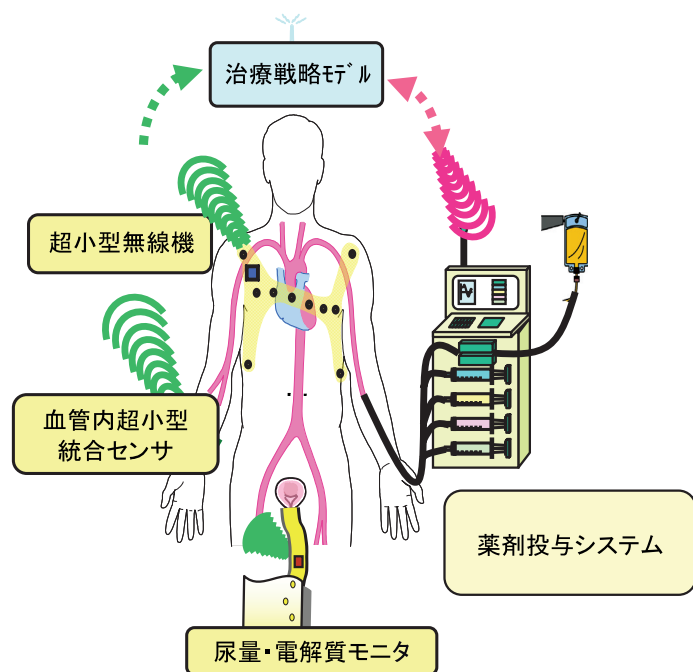 治療戦略ﾓﾃﾞﾙ
超小型無線機
血管内超小型
統合センサ
薬剤投与システム
尿量・電解質モニタ